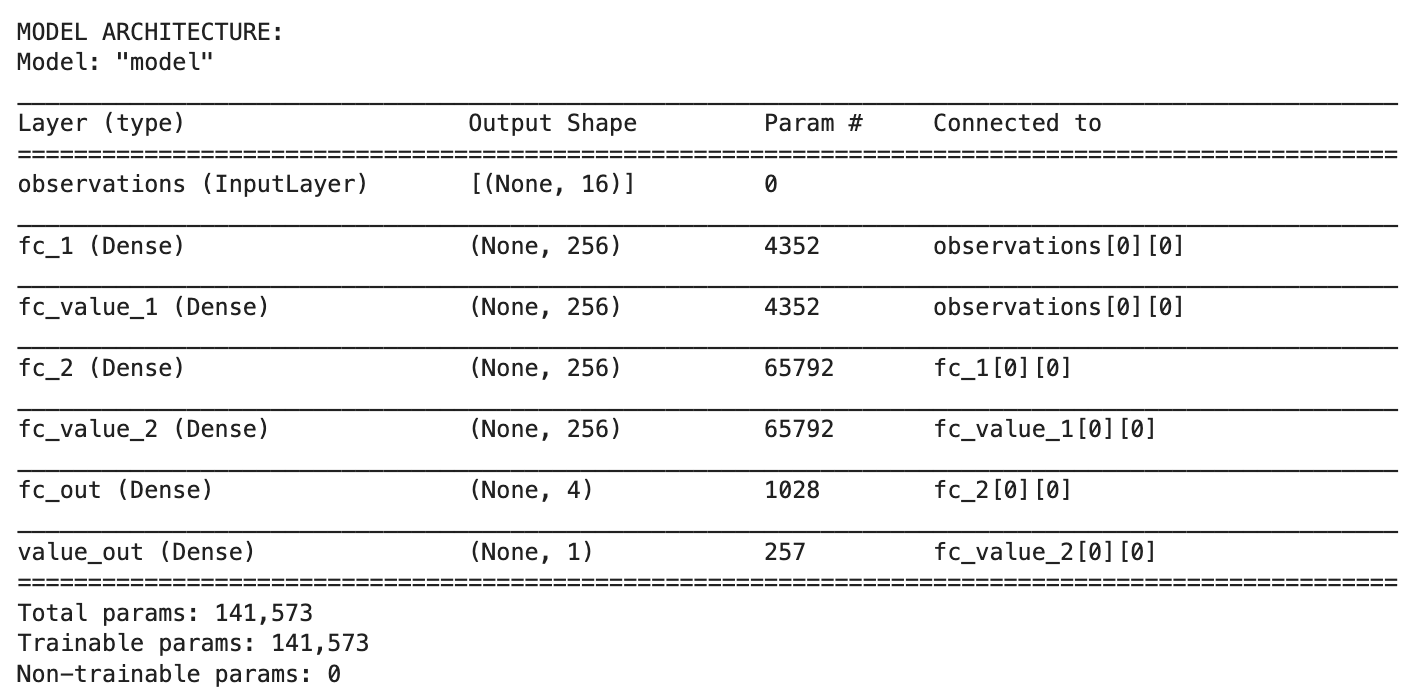 MODEL ARCHITECTURE:
Model: "model"
Layer (type) Output Shape Param # Connected to
observations (InputLayer) [(None, 16)] 0
fc_1 (Dense) (None, 256) 4352 observations[0][0]
fc_value_1 (Dense) (None, 256) 4352 observations[0][0]
fc_2 (Dense) (None, 256) 65792 fc_1[0][0]
fc_value_2 (Dense) (None, 256) 65792 fc_value_1[0][0]
fc_out (Dense) (None, 4) 1028 fc_2[0][0]
value_out (Dense) (None, 1) 257 fc_value_2[0][0]
Total params: 141,573
Trainable params: 141,573
Non-trainable params: 0